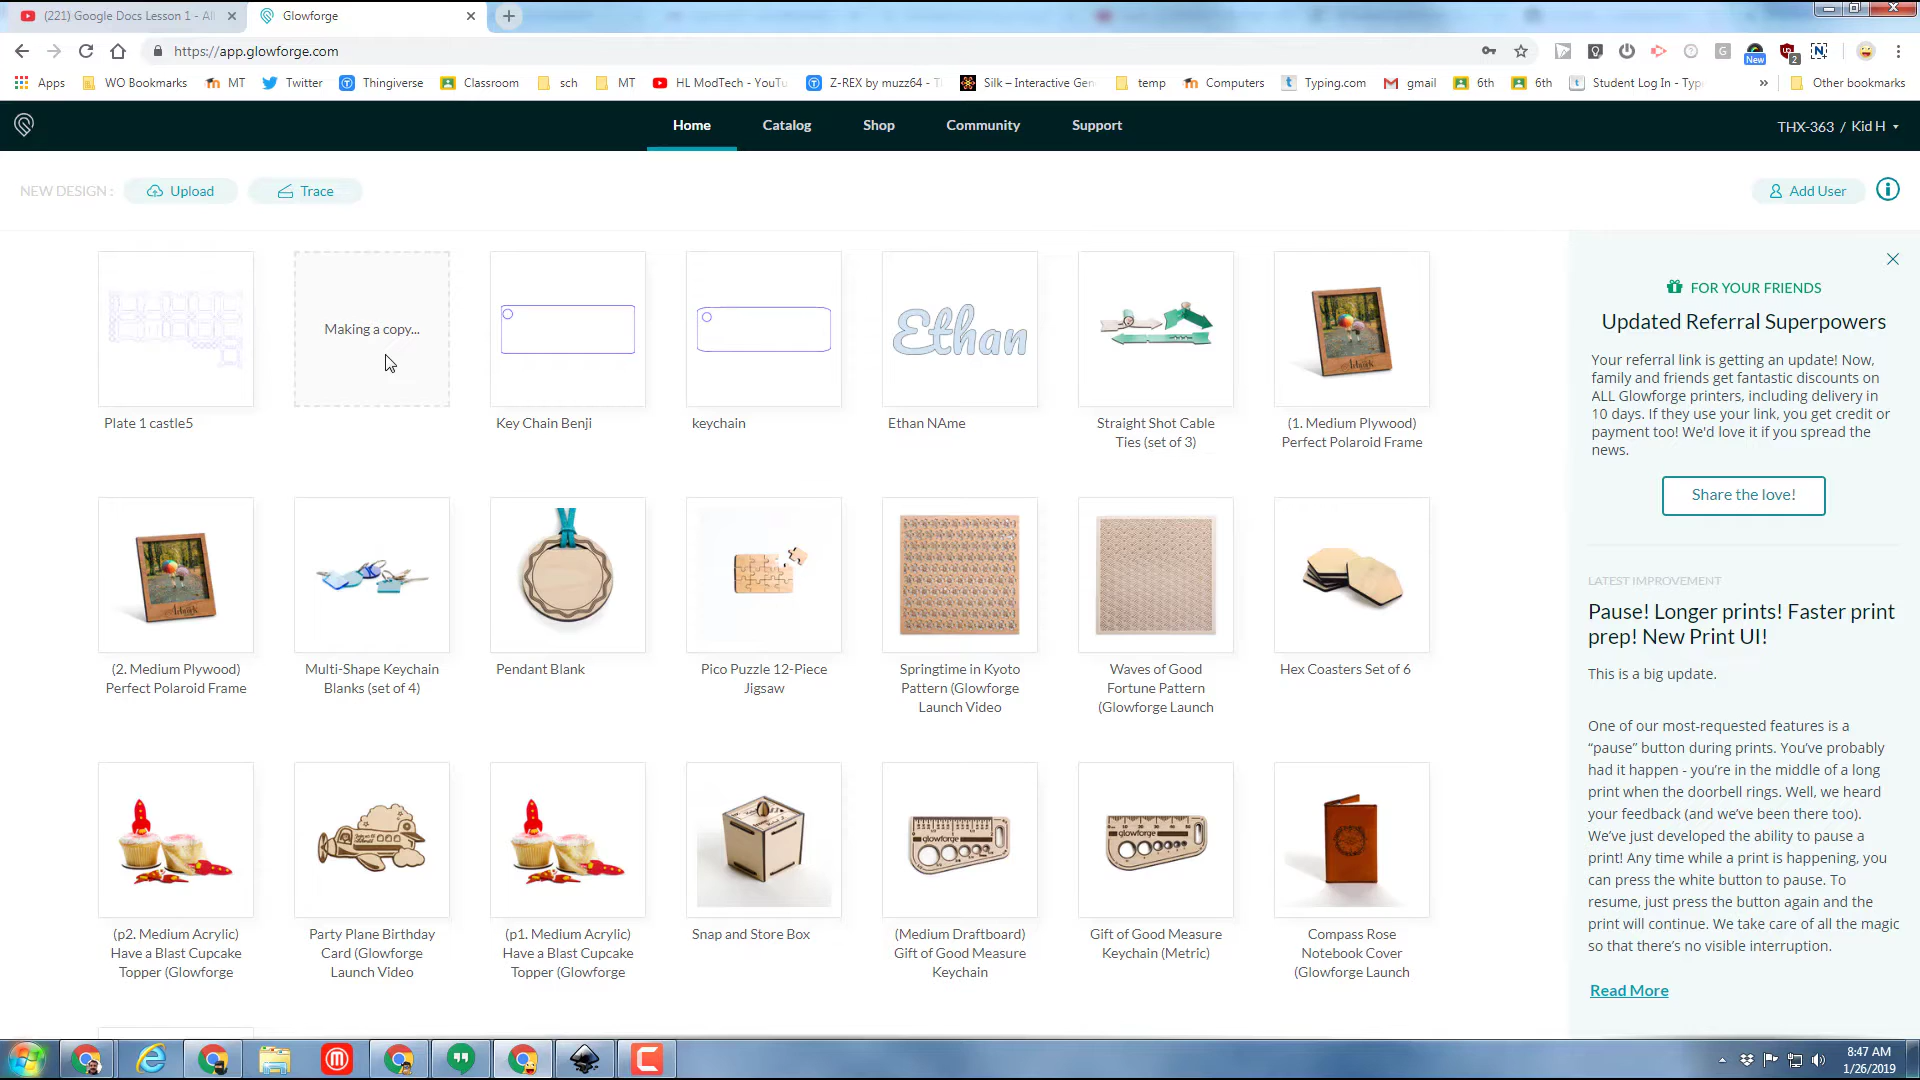 (221) Google Docs Lesson 1 - Al
Glowforge
https://app.glowforge.com
New
2
Apps
WO Bookmarks
MT
Twitter
Thingiverse
Classroom
sch
MT
HL ModTech - YouTu
Z-REX by muzz64 - T
Silk – Interactive Gen
temp
Computers
Typing.com
gmail
6th
6th
Student Log In - Typ
»
Other bookmarks
Home
Catalog
Shop
Community
Support
THX-363 / Kid H
NEW DESIGN :
Upload
Trace
Add User
Making a copy...
Ethan
Plate 1 castle5
Key Chain Benji
keychain
Ethan NAme
Straight Shot Cable
Ties (set of 3)
(1. Medium Plywood)
Perfect Polaroid Frame
(2. Medium Plywood)
Perfect Polaroid Frame
Multi-Shape Keychain
Blanks (set of 4)
Pendant Blank
Pico Puzzle 12-Piece
Jigsaw
Springtime in Kyoto
Pattern (Glowforge
Launch Video
Waves of Good
Fortune Pattern
(Glowforge Launch
Hex Coasters Set of 6
glowforge
glowforge
(p2. Medium Acrylic)
Have a Blast Cupcake
Topper (Glowforge
Party Plane Birthday
Card (Glowforge
Launch Video
(p1. Medium Acrylic)
Have a Blast Cupcake
Topper (Glowforge
Snap and Store Box
(Medium Draftboard)
Gift of Good Measure
Keychain
Gift of Good Measure
Keychain (Metric)
Compass Rose
Notebook Cover
(Glowforge Launch
FOR YOUR FRIENDS
Updated Referral Superpowers
Your referral link is getting an update! Now,
family and friends get fantastic discounts on
ALL Glowforge printers, including delivery in
10 days. If they use your link, you get credit or
payment too! We'd love it if you spread the
news.
Share the love!
LATEST IMPROVEMENT
Pause! Longer prints! Faster print
prep! New Print UI!
This is a big update.
One of our most-requested features is a
“pause” button during prints. You’ve probably
had it happen - you’re in the middle of a long
print when the doorbell rings. Well, we heard
your feedback (and we’ve been there too).
We’ve just developed the ability to pause a
print! Any time while a print is happening, you
can press the white button to pause. To
resume, just press the button again and the
print will continue. We take care of all the magic
so that there’s no visible interruption.
Read More
8:47 AM
1/26/2019